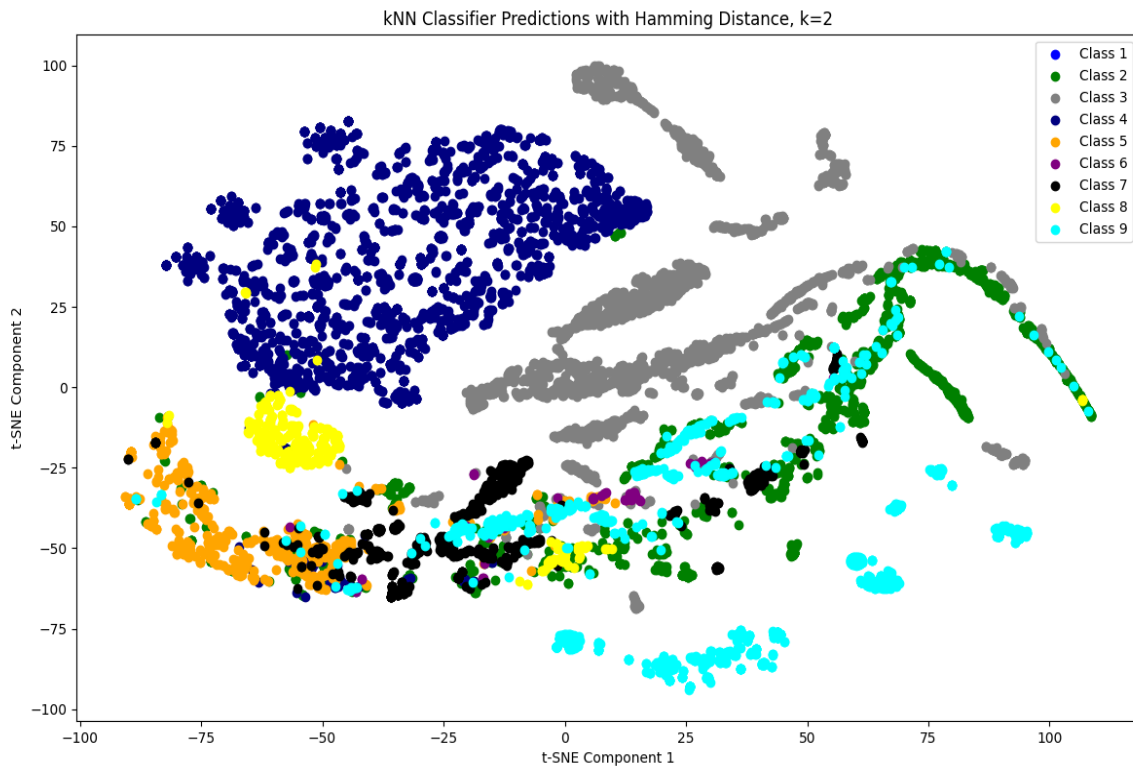 kNN Classifier Predictions with Hamming Distance, k=2
100
75
50
25
0
−25
−50
−75
−100
t-SNE Component 2
−100 −75 −50 −25 0 25 50 75 100
t-SNE Component 1
Class 1
Class 2
Class 3
Class 4
Class 5
Class 6
Class 7
Class 8
Class 9